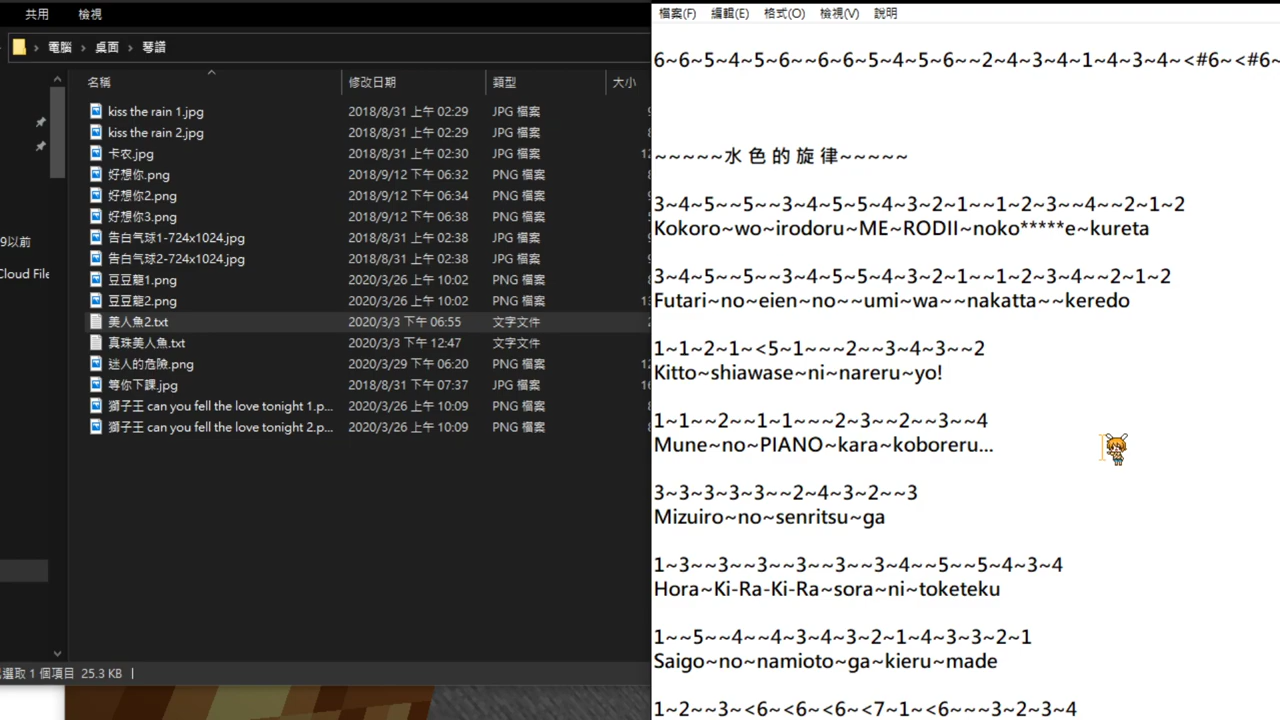 共用 檢視
電腦 › 桌面 › 琴譜
名稱 修改日期 類型 大小
kiss the rain 1.jpg 2018/8/31 上午 02:29 JPG 檔案
kiss the rain 2.jpg 2018/8/31 上午 02:29 JPG 檔案
卡农.jpg 2018/8/31 上午 02:30 JPG 檔案
好想你.png 2018/9/12 下午 06:32 PNG 檔案
好想你2.png 2018/9/12 下午 06:34 PNG 檔案
好想你3.png 2018/9/12 下午 06:38 PNG 檔案
告白气球1-724x1024.jpg 2018/8/31 上午 02:38 JPG 檔案
告白气球2-724x1024.jpg 2018/8/31 上午 02:38 JPG 檔案
豆豆龍1.png 2020/3/26 上午 10:02 PNG 檔案
豆豆龍2.png 2020/3/26 上午 10:02 PNG 檔案
美人魚2.txt 2020/3/3 下午 06:55 文字文件
真珠美人魚.txt 2020/3/3 下午 12:47 文字文件
迷人的危險.png 2020/3/29 下午 06:20 PNG 檔案
等你下課.jpg 2018/8/31 下午 07:37 JPG 檔案
獅子王 can you fell the love tonight 1.p... 2020/3/26 上午 10:09 PNG 檔案
獅子王 can you fell the love tonight 2.p... 2020/3/26 上午 10:09 PNG 檔案
9以前
Cloud File
選取 1 個項目 25.3 KB
檔案(F) 編輯(E) 格式(O) 檢視(V) 說明
6~6~5~4~5~6~~6~6~5~4~5~6~~2~4~3~4~1~4~3~4~<#6~<#6~
~~~~~水 色 的 旋 律~~~~~
3~4~5~~5~~3~4~5~5~4~3~2~1~~1~2~3~~4~~2~1~2
Kokoro~wo~irodoru~ME~RODII~noko*****e~kureta
3~4~5~~5~~3~4~5~5~4~3~2~1~~1~2~3~4~~2~1~2
Futari~no~eien~no~~umi~wa~~nakatta~~keredo
1~1~2~1~<5~1~~~2~~3~4~3~~2
Kitto~shiawase~ni~nareru~yo!
1~1~~2~~1~1~~~2~3~~2~~3~~4
Mune~no~PIANO~kara~koboreru...
3~3~3~3~3~~2~4~3~2~~3
Mizuiro~no~senritsu~ga
1~3~~3~~3~~3~~3~~3~4~~5~~5~4~3~4
Hora~Ki-Ra-Ki-Ra~sora~ni~toketeku
1~~5~~4~~4~3~4~3~2~1~4~3~3~2~1
Saigo~no~namioto~ga~kieru~made
1~2~~3~<6~<6~<6~<7~1~<6~~~3~2~3~4